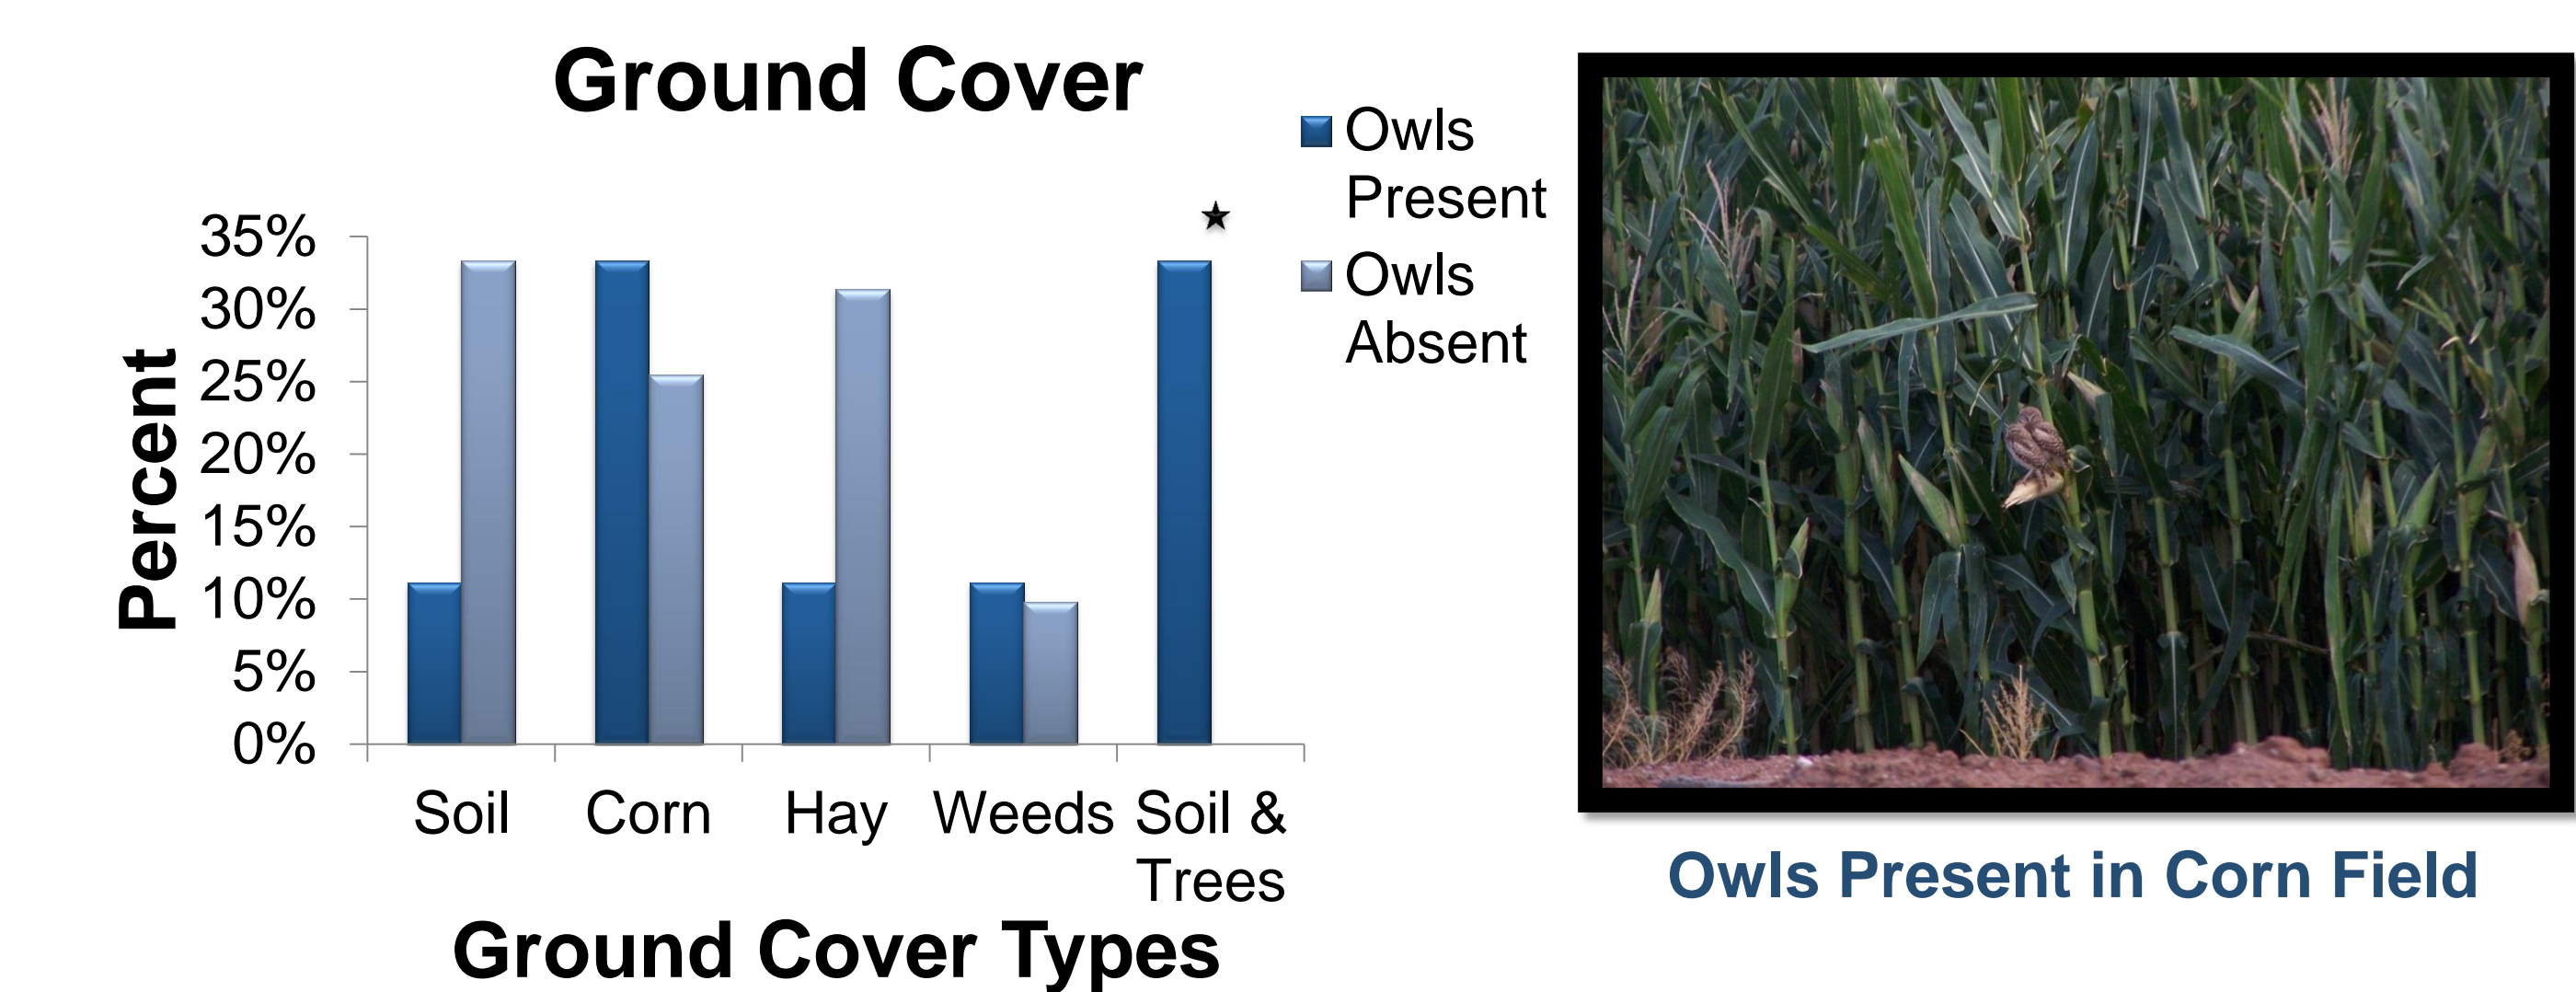 Ground Cover
Owls
Present
Owls
Absent
Percent
35%
30%
25%
20%
15%
10%
5%
0%
Soil
Corn
Hay
Weeds
Soil &
Trees
Ground Cover Types
Owls Present in Corn Field